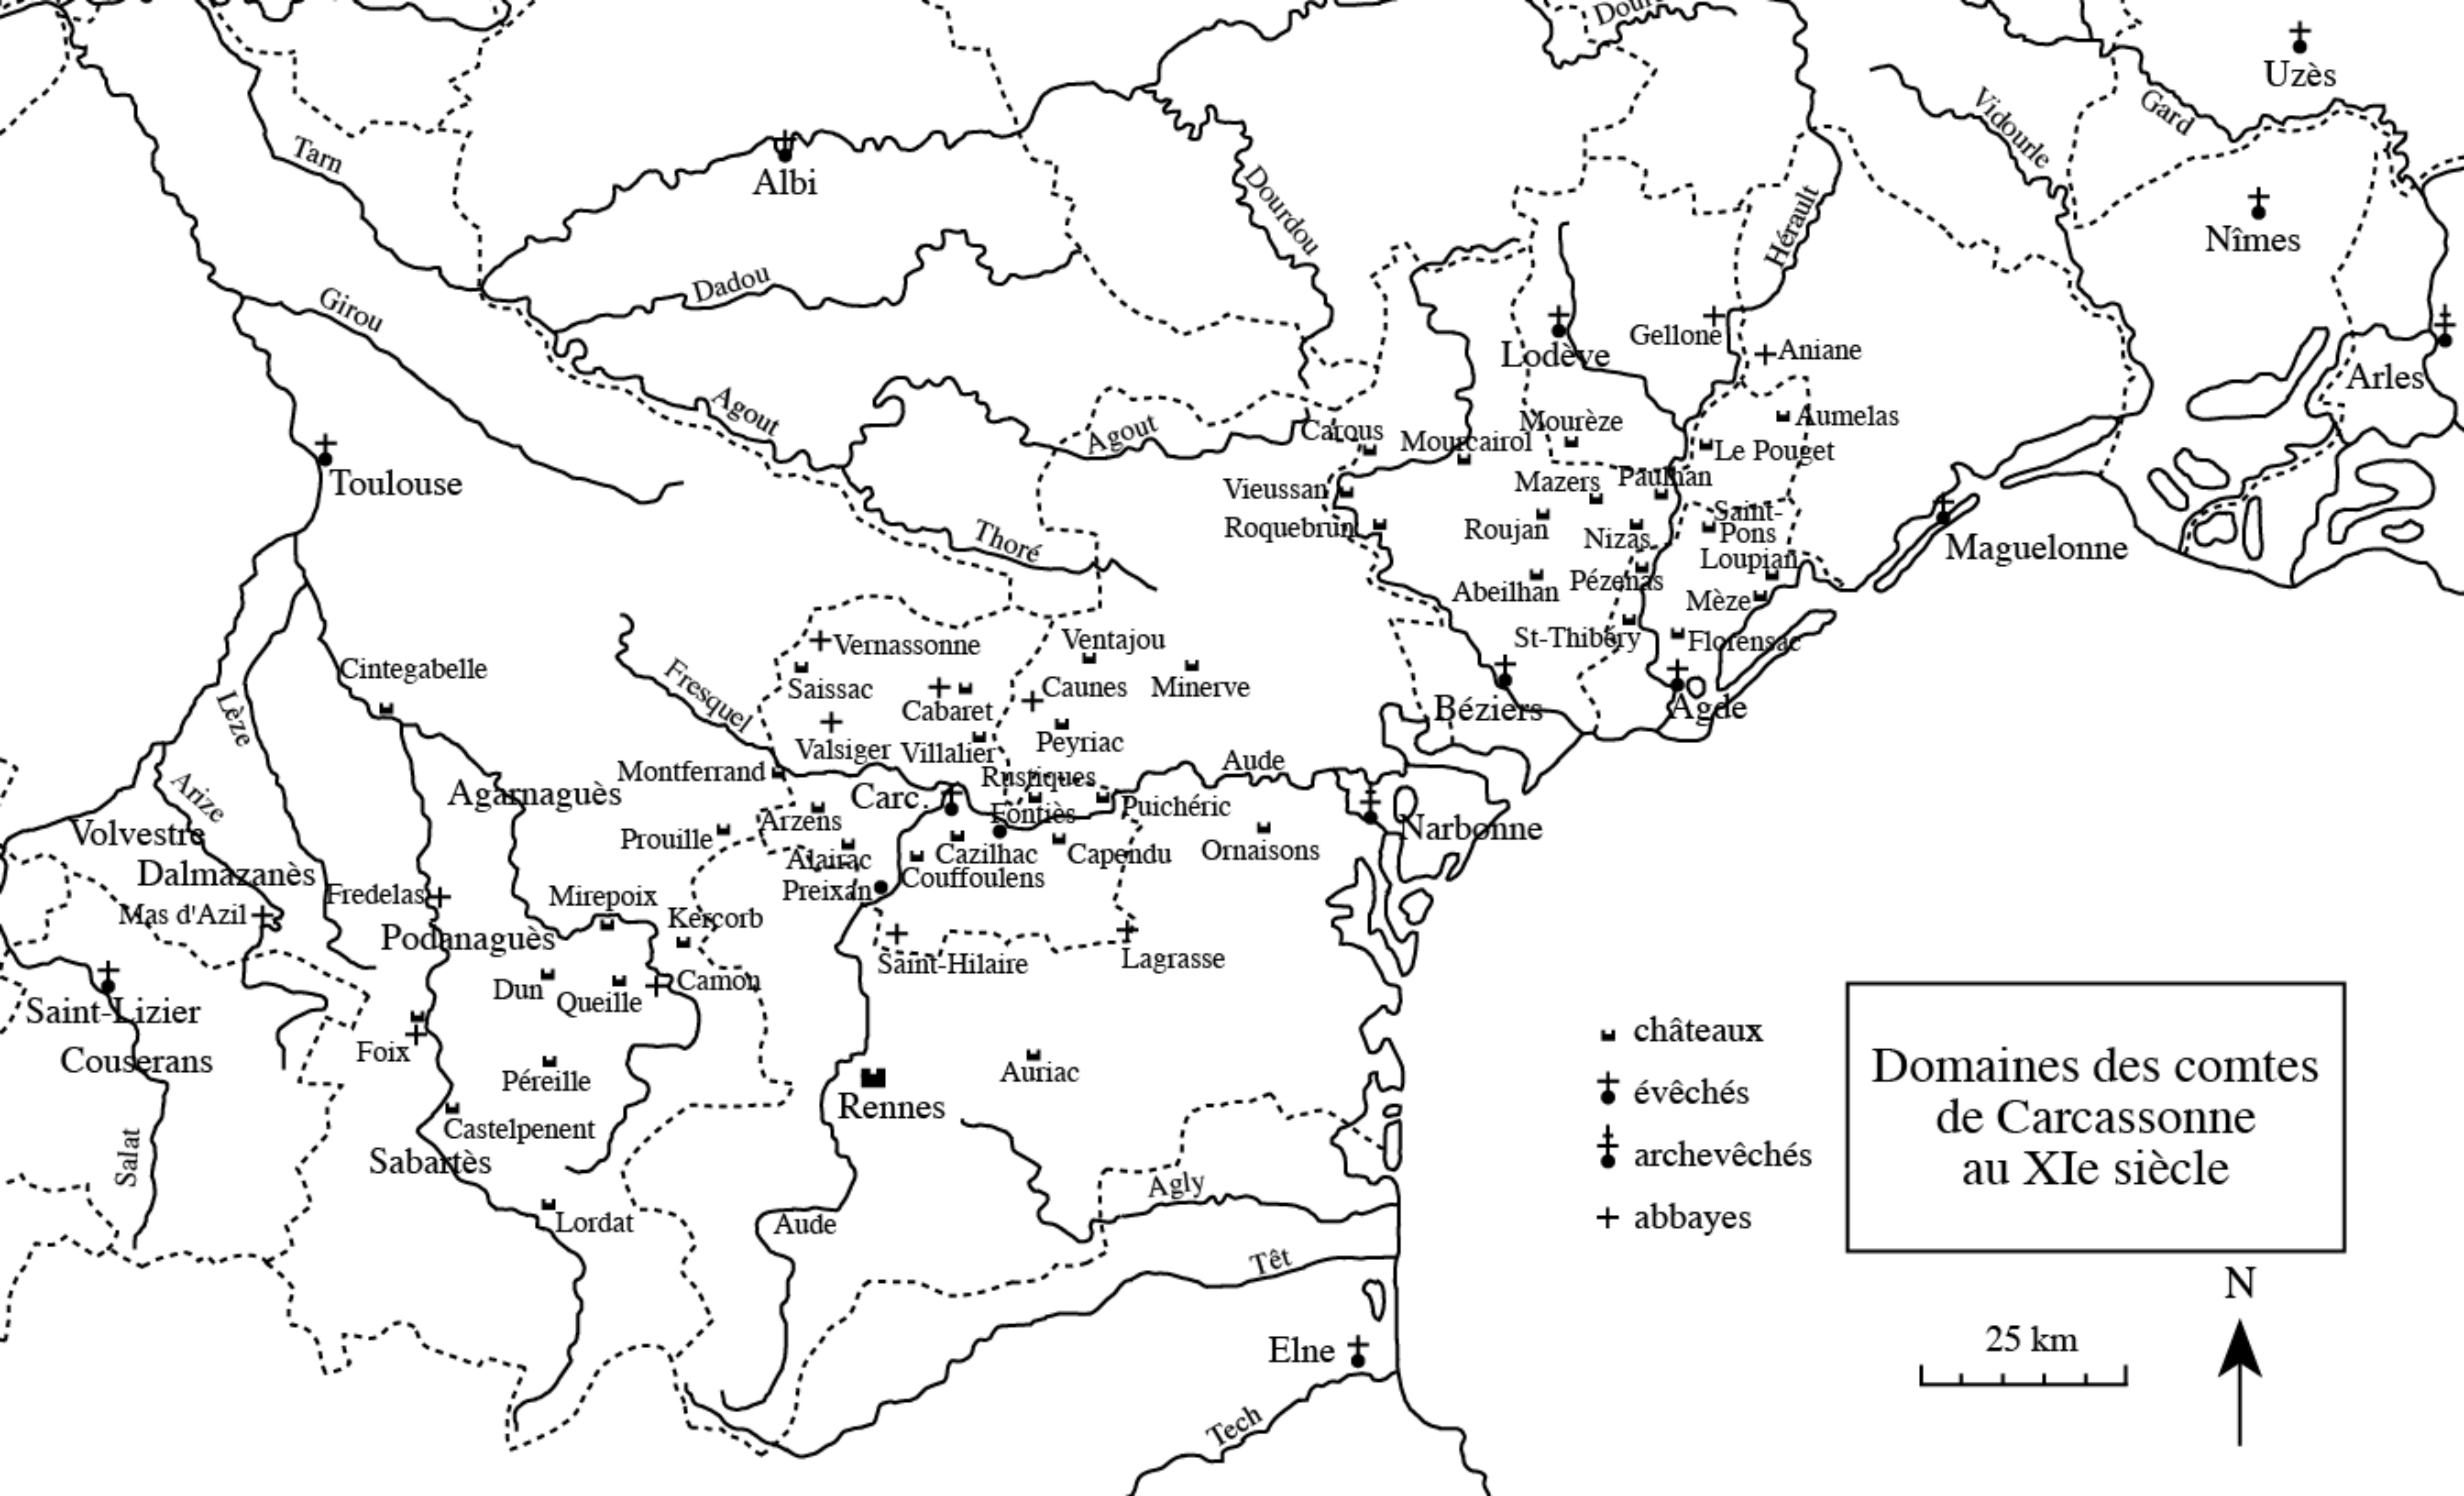 Dour
Uzès
Gard
Vidourle
Tarn
Albi
Dourdou
Hérault
Nîmes
Dadou
Girou
Gellone
Aniane
Lodève
Arles
Agout
Agout
Carous
Mourcairol
Mourèze
Aumelas
Le Pouget
Toulouse
Vieussan
Mazers
Paulhan
Roquebrun
Roujan
Nizas
Saint-
Pons
Thoré
Loupian
Maguelonne
Abeilhan
Pézenas
Mèze
Vernassonne
Ventajou
St-Thibéry
Florensac
Cintegabelle
Fresquel
Saissac
Cabaret
Caunes
Minerve
Lèze
Béziers
Agde
Valsiger
Villalier
Peyriac
Montferrand
Rustiques
Aude
Arize
Agarnaguès
Carc.
Fontiès
Puichéric
Volvestre
Prouille
Arzens
Narbonne
Alairac
Cazilhac
Capendu
Ornaisons
Dalmazanès
Fredelas
Mirepoix
Preixan
Couffoulens
Mas d'Azil
Kercorb
Podanaguès
Saint-Hilaire
Lagrasse
Dun
Queille
Camon
Saint-Lizier
Foix
Couserans
Péreille
Auriac
Rennes
Castelpenent
Salat
Sabartès
Agly
Lordat
Aude
Têt
Elne
Tech
châteaux
évêchés
archevêchés
abbayes
Domaines des comtes
de Carcassonne
au XIe siècle
N
25 km